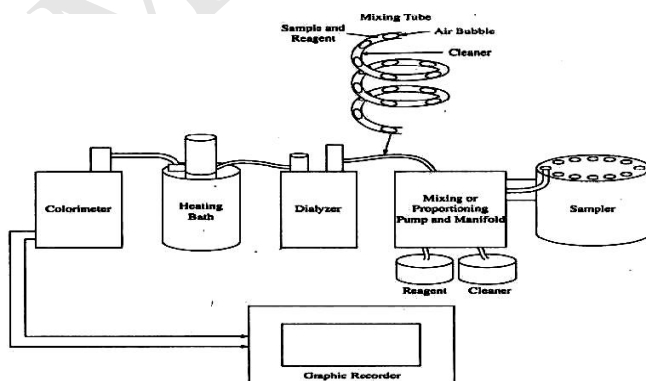 Mixing Tube
Sample and
Reagent
Air Bubble
Cleaner
Colorimeter
Heating
Bath
Dialyzer
Mixing or
Proportioning
Pump and Manifold
Sampler
Reagent
Cleaner
Graphic Recorder